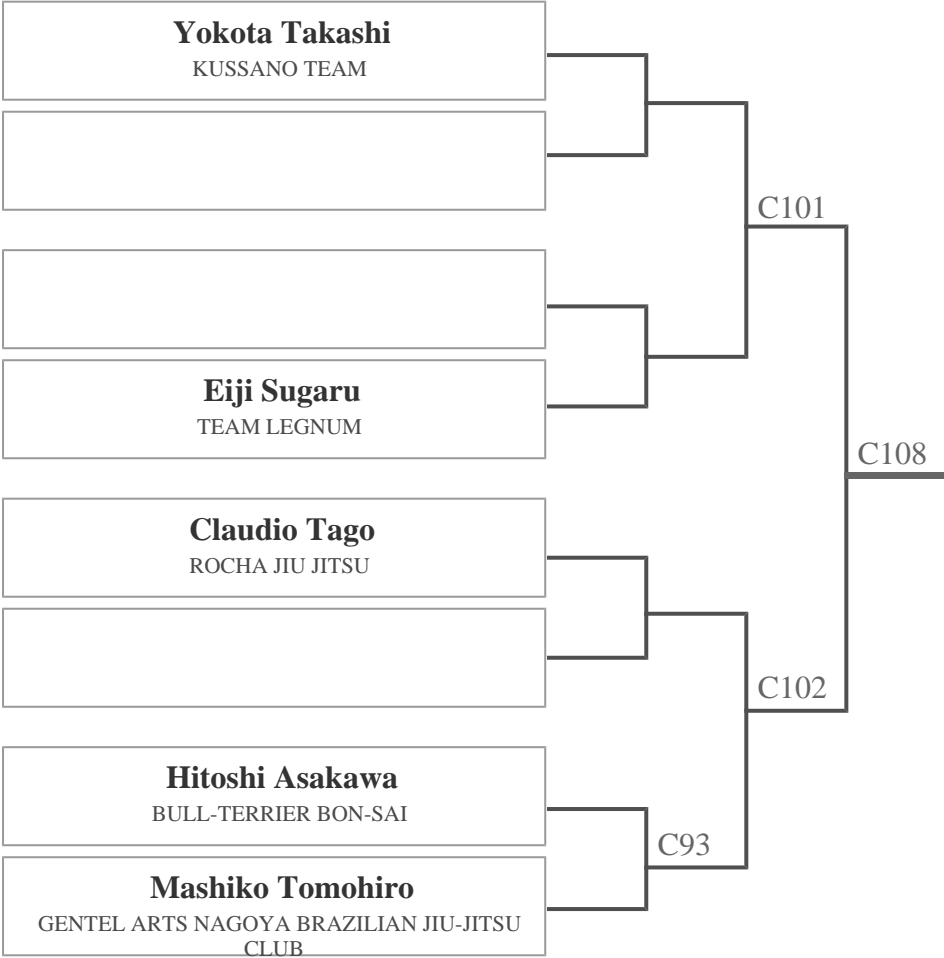 Yokota Takashi
KUSSANO TEAM
C101
Eiji Sugaru
TEAM LEGNUM
C108
Claudio Tago
ROCHA JIU JITSU
C102
Hitoshi Asakawa
BULL-TERRIER BON-SAI
C93
Mashiko Tomohiro
GENTEL ARTS NAGOYA BRAZILIAN JIU-JITSU
CLUB